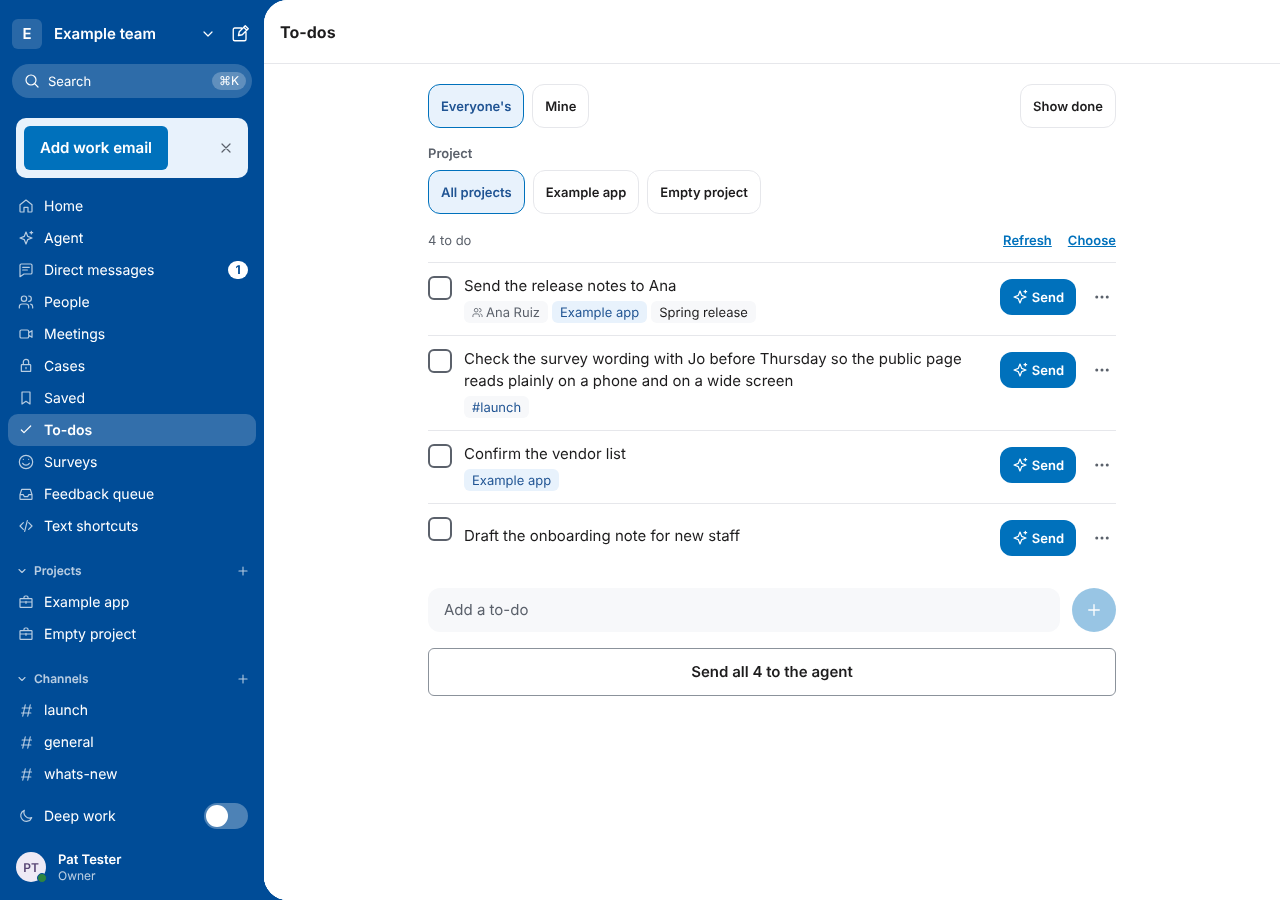 E
Example team
Search
⌘K
Add work email
Home
Agent
Direct messages
1
People
Meetings
Cases
Saved
To-dos
Surveys
Feedback queue
Text shortcuts
Projects
Example app
Empty project
Channels
launch
general
whats-new
Deep work
PT
Pat Tester
Owner
To-dos
Everyone's
Mine
Show done
Project
All projects
Example app
Empty project
4 to do
Refresh
Choose
Send the release notes to Ana
Ana Ruiz
Example app
Spring release
Send
Check the survey wording with Jo before Thursday so the public page
reads plainly on a phone and on a wide screen
#launch
Send
Confirm the vendor list
Example app
Send
Draft the onboarding note for new staff
Send
Add a to-do
Send all 4 to the agent